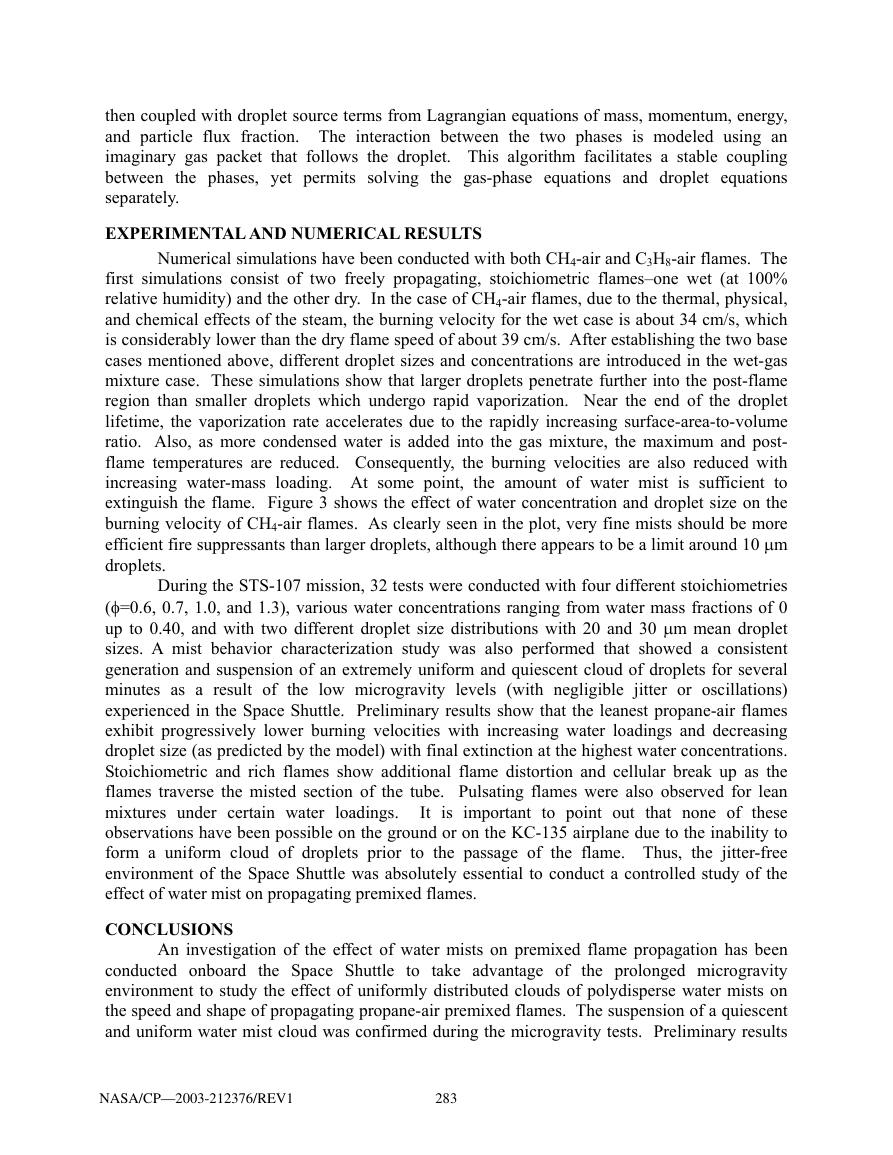 then coupled with droplet source terms from Lagrangian equations of mass, momentum, energy,
and particle flux fraction. The interaction between the two phases is modeled using an
imaginary gas packet that follows the droplet. This algorithm facilitates a stable coupling
between the phases, yet permits solving the gas-phase equations and droplet equations
separately.
EXPERIMENTAL AND NUMERICAL RESULTS
Numerical simulations have been conducted with both CH4-air and C3H8-air flames. The
first simulations consist of two freely propagating, stoichiometric flames–one wet (at 100%
relative humidity) and the other dry. In the case of CH4-air flames, due to the thermal, physical,
and chemical effects of the steam, the burning velocity for the wet case is about 34 cm/s, which
is considerably lower than the dry flame speed of about 39 cm/s. After establishing the two base
cases mentioned above, different droplet sizes and concentrations are introduced in the wet-gas
mixture case. These simulations show that larger droplets penetrate further into the post-flame
region than smaller droplets which undergo rapid vaporization. Near the end of the droplet
lifetime, the vaporization rate accelerates due to the rapidly increasing surface-area-to-volume
ratio. Also, as more condensed water is added into the gas mixture, the maximum and post-
flame temperatures are reduced. Consequently, the burning velocities are also reduced with
increasing water-mass loading. At some point, the amount of water mist is sufficient to
extinguish the flame. Figure 3 shows the effect of water concentration and droplet size on the
burning velocity of CH4-air flames. As clearly seen in the plot, very fine mists should be more
efficient fire suppressants than larger droplets, although there appears to be a limit around 10 μm
droplets.
During the STS-107 mission, 32 tests were conducted with four different stoichiometries
(ϕ=0.6, 0.7, 1.0, and 1.3), various water concentrations ranging from water mass fractions of 0
up to 0.40, and with two different droplet size distributions with 20 and 30 μm mean droplet
sizes. A mist behavior characterization study was also performed that showed a consistent
generation and suspension of an extremely uniform and quiescent cloud of droplets for several
minutes as a result of the low microgravity levels (with negligible jitter or oscillations)
experienced in the Space Shuttle. Preliminary results show that the leanest propane-air flames
exhibit progressively lower burning velocities with increasing water loadings and decreasing
droplet size (as predicted by the model) with final extinction at the highest water concentrations.
Stoichiometric and rich flames show additional flame distortion and cellular break up as the
flames traverse the misted section of the tube. Pulsating flames were also observed for lean
mixtures under certain water loadings. It is important to point out that none of these
observations have been possible on the ground or on the KC-135 airplane due to the inability to
form a uniform cloud of droplets prior to the passage of the flame. Thus, the jitter-free
environment of the Space Shuttle was absolutely essential to conduct a controlled study of the
effect of water mist on propagating premixed flames.
CONCLUSIONS
An investigation of the effect of water mists on premixed flame propagation has been
conducted onboard the Space Shuttle to take advantage of the prolonged microgravity
environment to study the effect of uniformly distributed clouds of polydisperse water mists on
the speed and shape of propagating propane-air premixed flames. The suspension of a quiescent
and uniform water mist cloud was confirmed during the microgravity tests. Preliminary results
NASA/CP—2003-212376/REV1 283